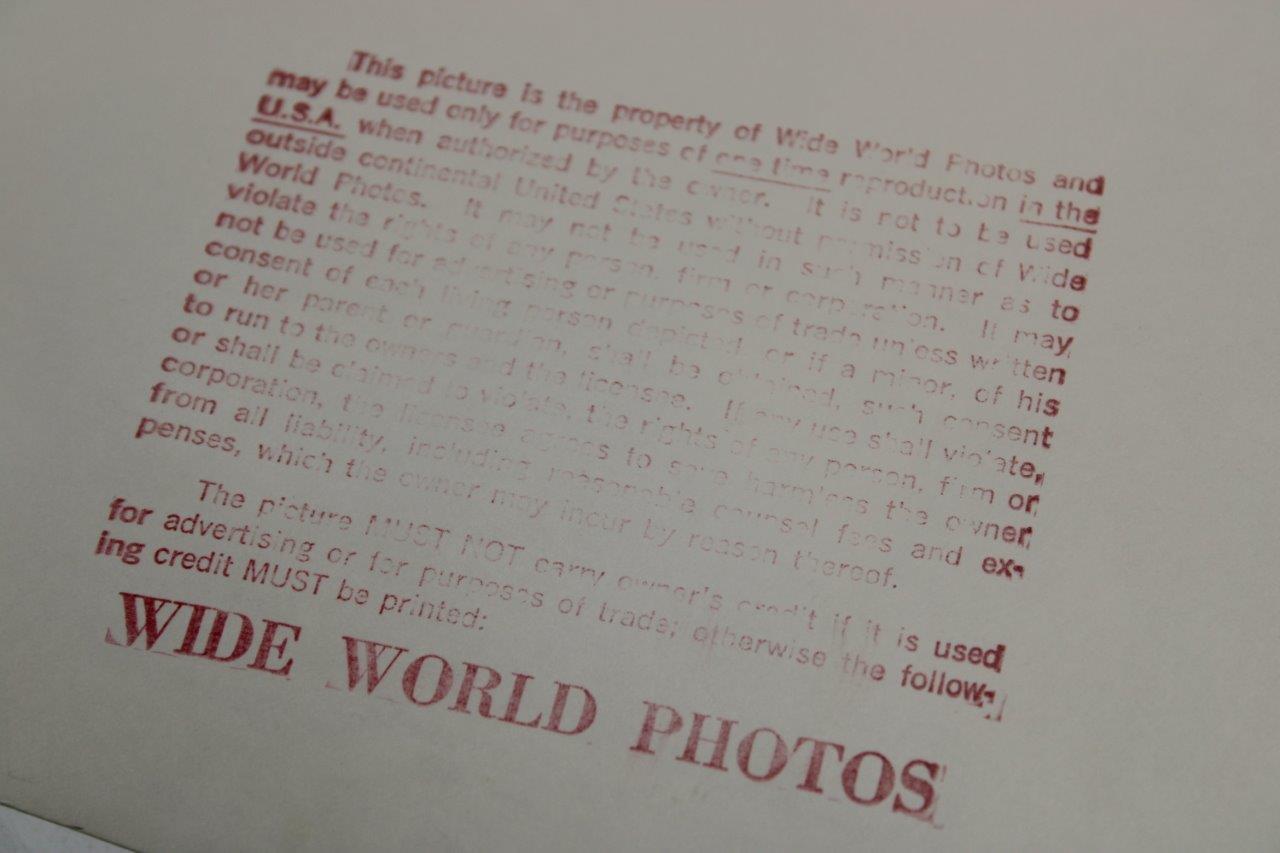 This picture is the property of Wide World Photos and
may be used only for purposes of one time reproduction in the
U.S.A. when authorized by the owner. It is not to be used
outside continental United States without permission of Wide
World Photos. It may not be used in such manner as to
violate the rights of any person, firm or corporation. It may
not be used for advertising or purposes of trade unless written
consent of each living person depicted, or if a minor, of his
or her parent or guardian, shall be obtained, such consent
to run to the owners and the licensee. If any use shall violate,
or shall be claimed to violate, the rights of any person, firm or
corporation, the licensee agrees to save harmless the owner
from all liability, including reasonable counsel fees and ex-
penses, which the owner may incur by reason thereof.
The picture MUST NOT carry owner's credit if it is used
for advertising or for purposes of trade; otherwise the follow-
ing credit MUST be printed:
WIDE WORLD PHOTOS